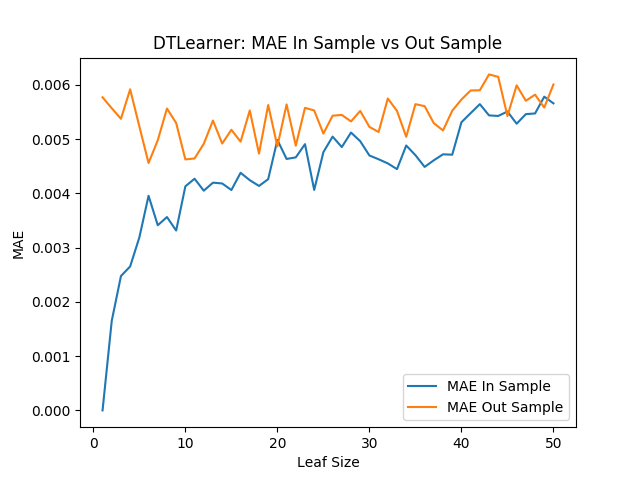 DTLearner: MAE In Sample vs Out Sample
0.006
0.005
0.004
0.003
0.002
0.001
0.000
MAE
MAE In Sample
MAE Out Sample
0 10 20 30 40 50
Leaf Size